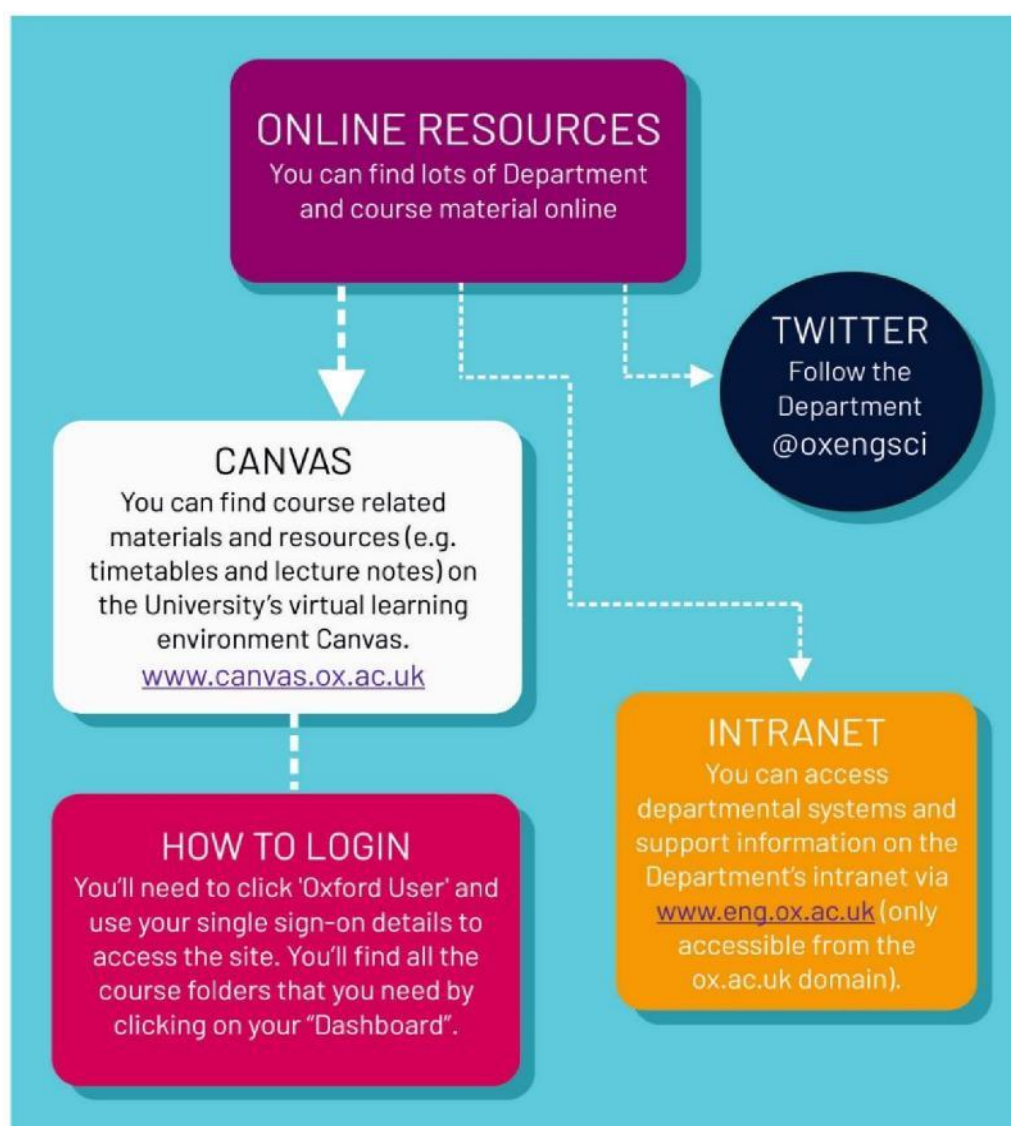 ONLINE RESOURCES
You can find lots of Department
and course material online
TWITTER
Follow the
Department
@oxengsci
CANVAS
You can find course related
materials and resources (e.g.
timetables and lecture notes) on
the University’s virtual learning
environment Canvas.
www.canvas.ox.ac.uk
INTRANET
You can access
departmental systems and
support information on the
Department’s intranet via
www.eng.ox.ac.uk (only
accessible from the
ox.ac.uk domain).
HOW TO LOGIN
You’ll need to click 'Oxford User' and
use your single sign-on details to
access the site. You’ll find all the
course folders that you need by
clicking on your “Dashboard”.